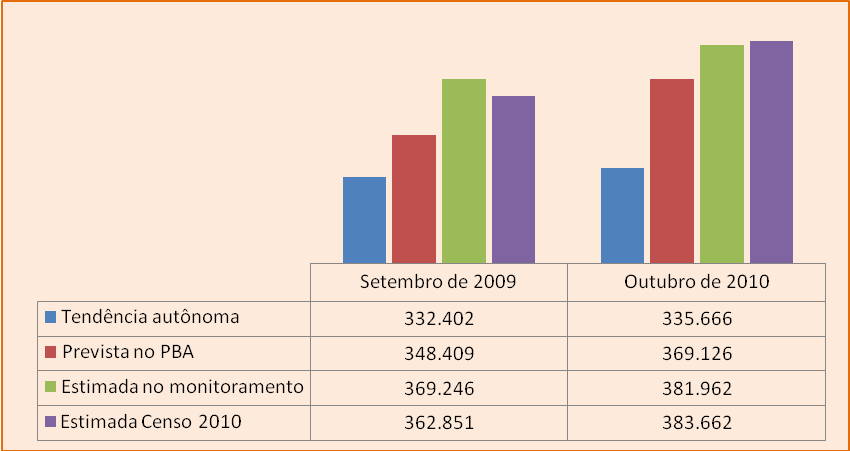 Setembro de 2009 Outubro de 2010
Tendência autônoma 332.402 335.666
Prevista no PBA 348.409 369.126
Estimada no monitoramento 369.246 381.962
Estimada Censo 2010 362.851 383.662